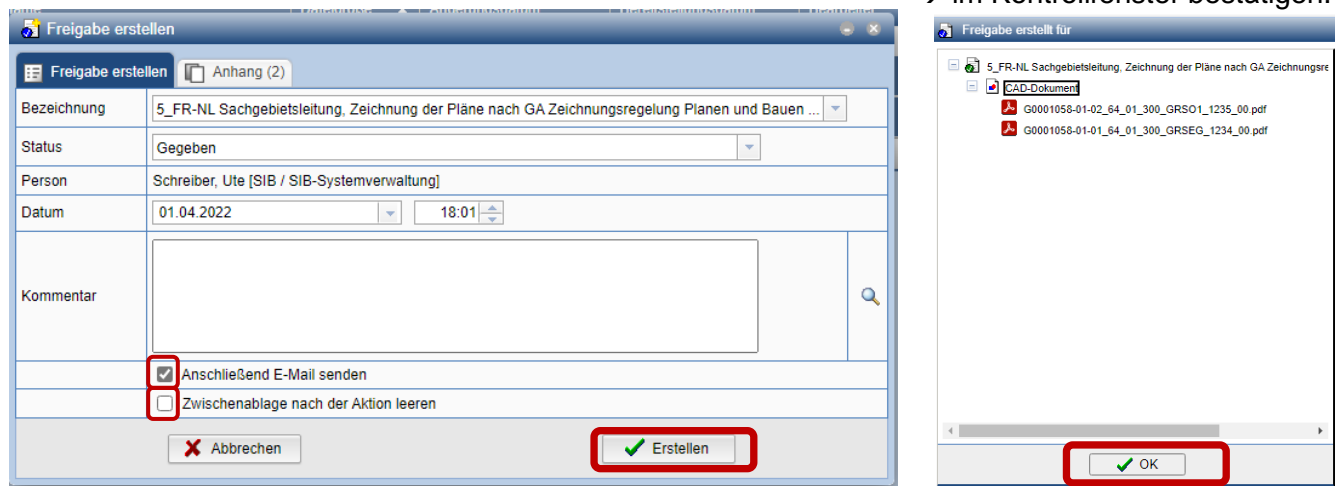 im Kontrollfenster bestätigen.
Freigabe erstellen
Freigabe erstellen Anhang (2)
Bezeichnung 5_FR-NL Sachgebietsleitung, Zeichnung der Pläne nach GA Zeichnungsregelung Planen und Bauen ...
Status Gegeben
Person Schreiber, Ute [SIB / SIB-Systemverwaltung]
Datum 01.04.2022 18:01
Kommentar
Anschließend E-Mail senden
Zwischenablage nach der Aktion leeren
Abbrechen Erstellen
Freigabe erstellt für
5_FR-NL Sachgebietsleitung, Zeichnung der Pläne nach GA Zeichnungsre
CAD-Dokument
G0001058-01-02_64_01_300_GRSO1_1235_00.pdf
G0001058-01-01_64_01_300_GRSEG_1234_00.pdf
OK